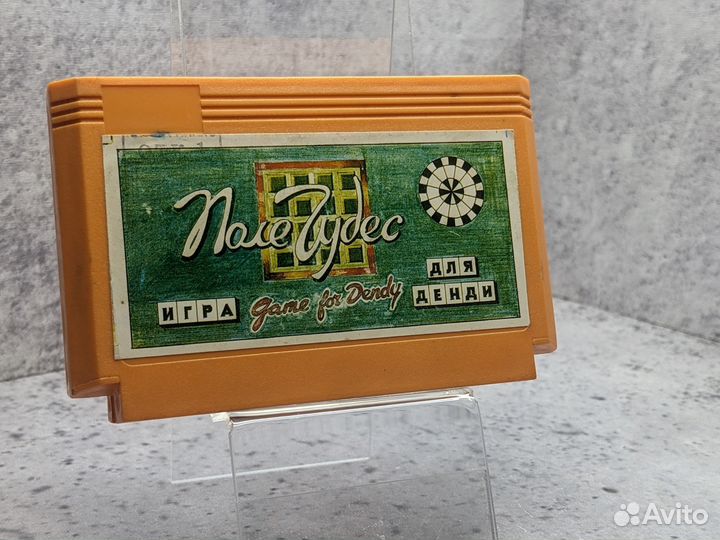 Поле Чудес
ИГРА
Game for Dendy
ДЛЯ
ДЕНДИ
Avito